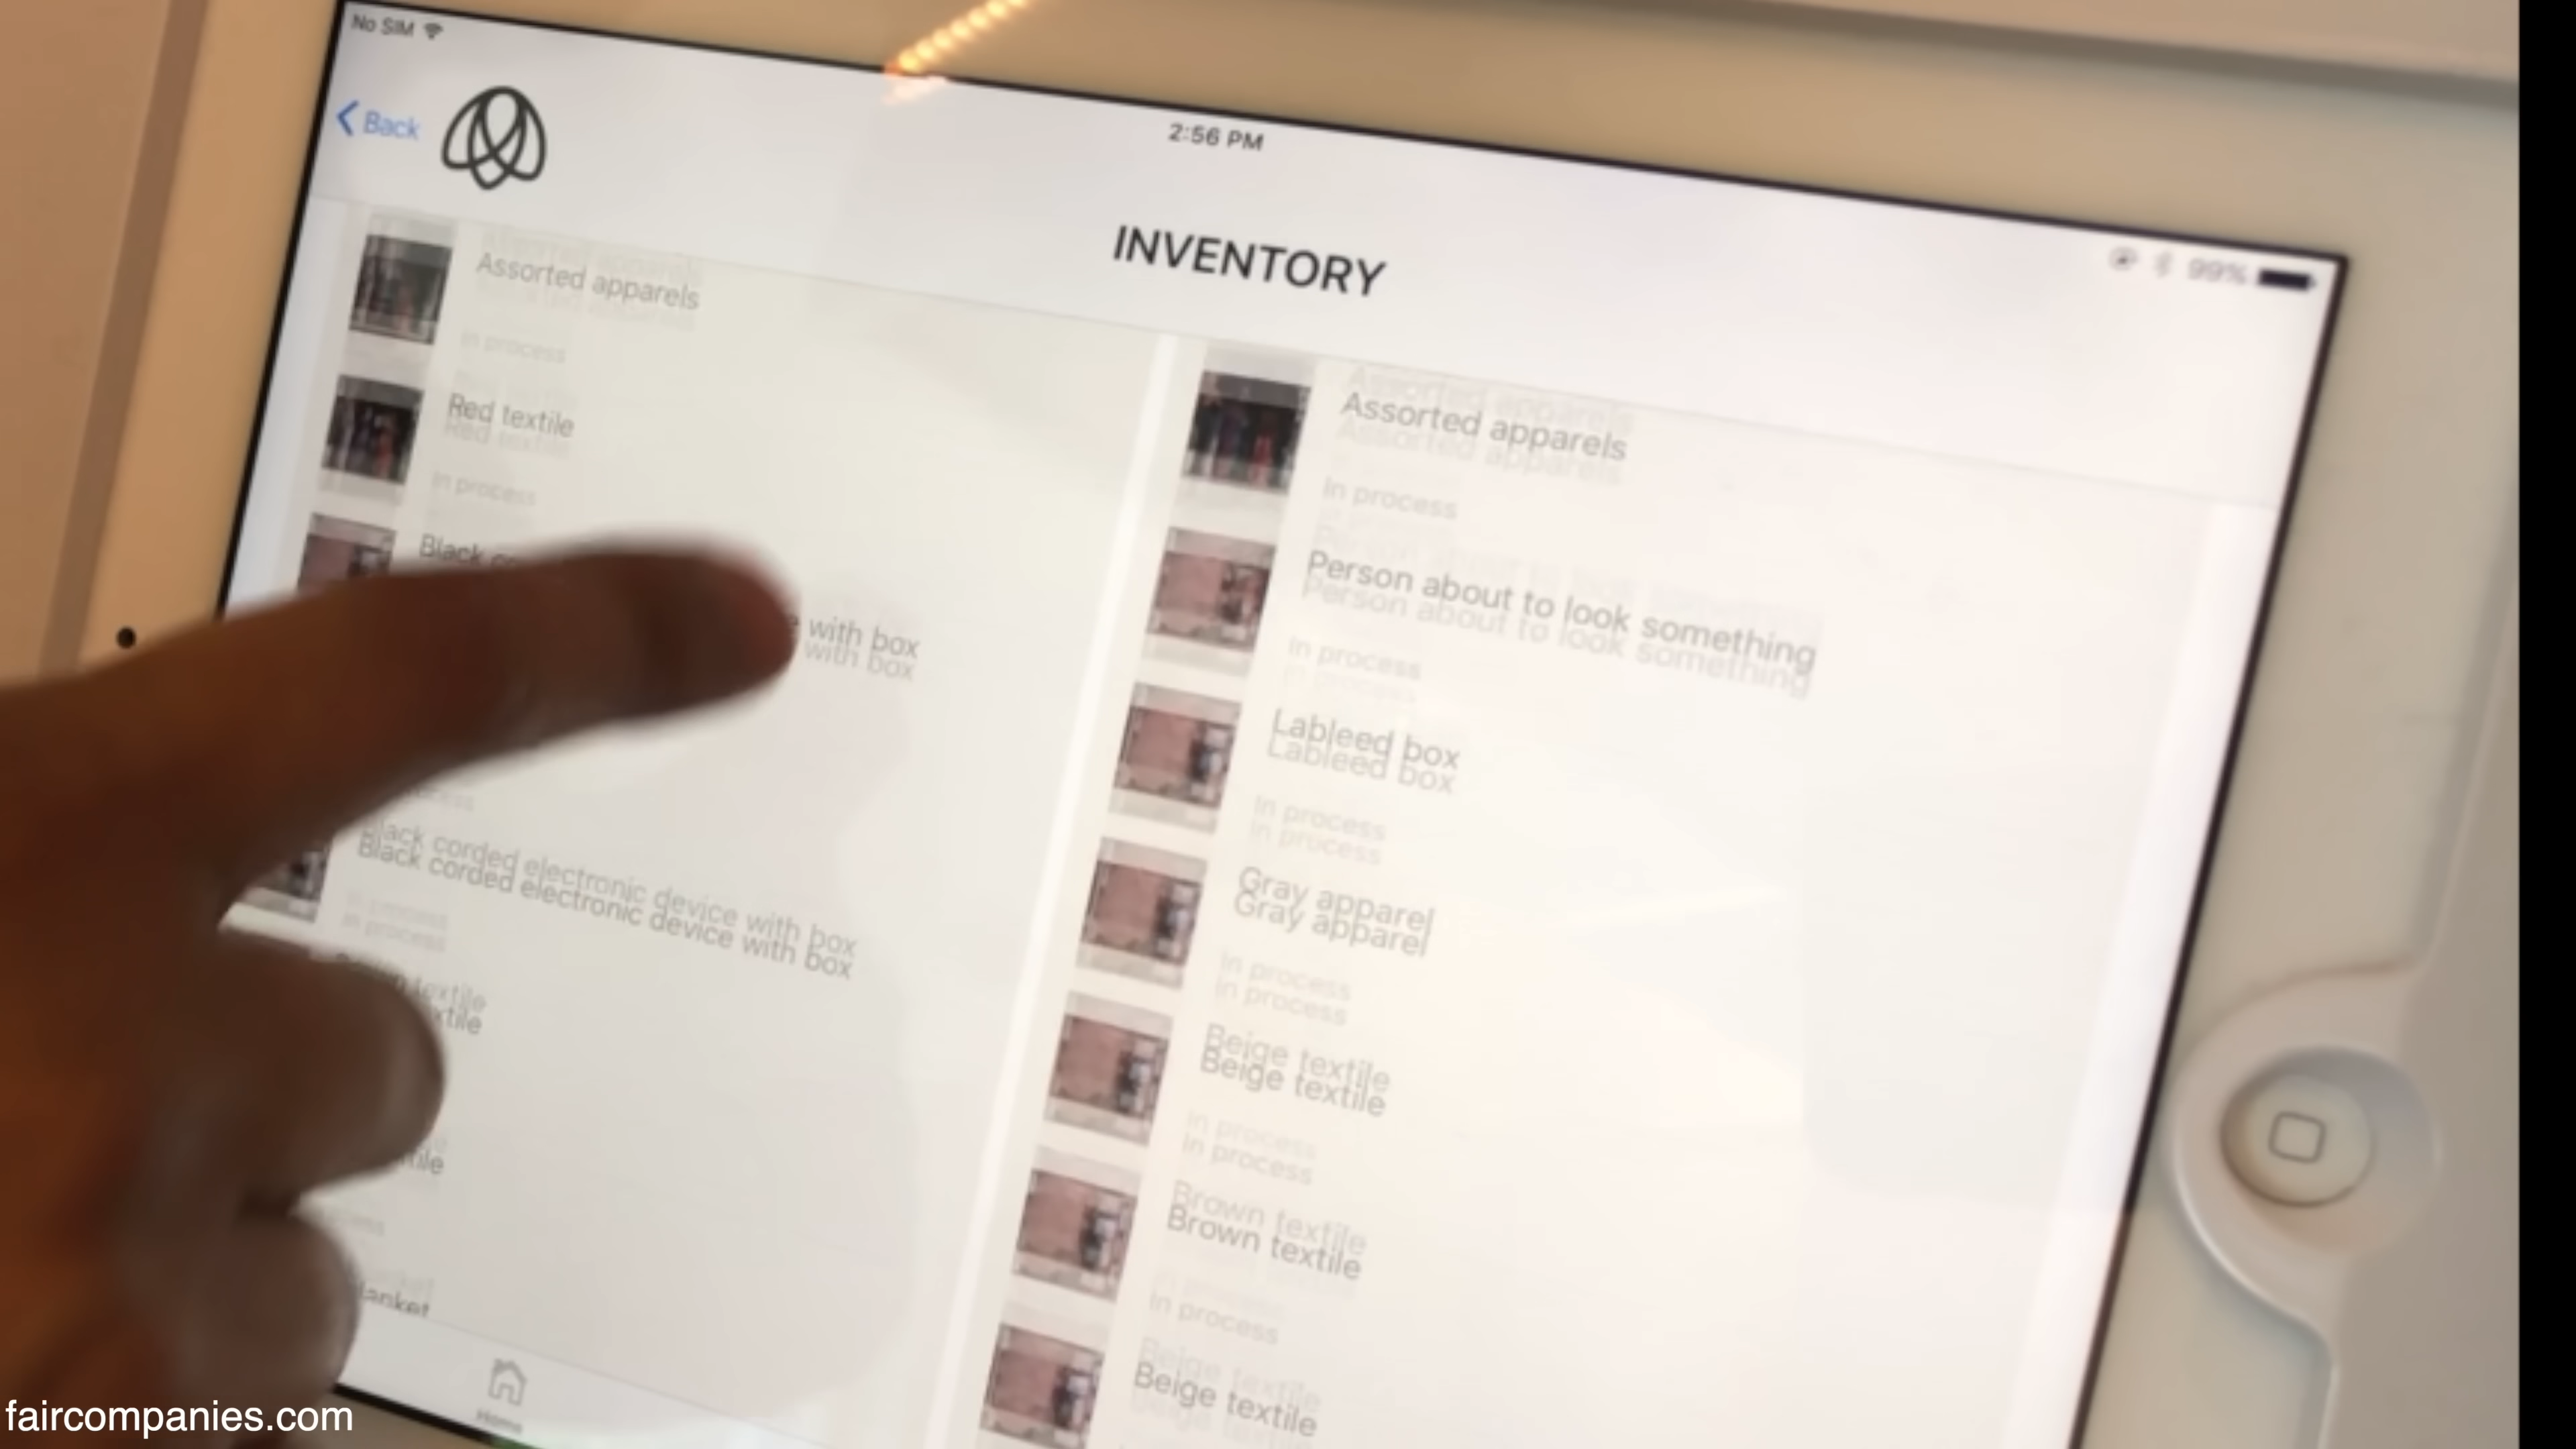 No SIM
Back
2:56 PM
99%
INVENTORY
Assorted apparels
In process
Red textile
In process
Black
with box
Black corded electronic device with box
In process
textile
Assorted apparels
In process
Person about to look something
In process
Lableed box
In process
Gray apparel
In process
Beige textile
In process
Brown textile
In process
Beige textile
Home
faircompanies.com